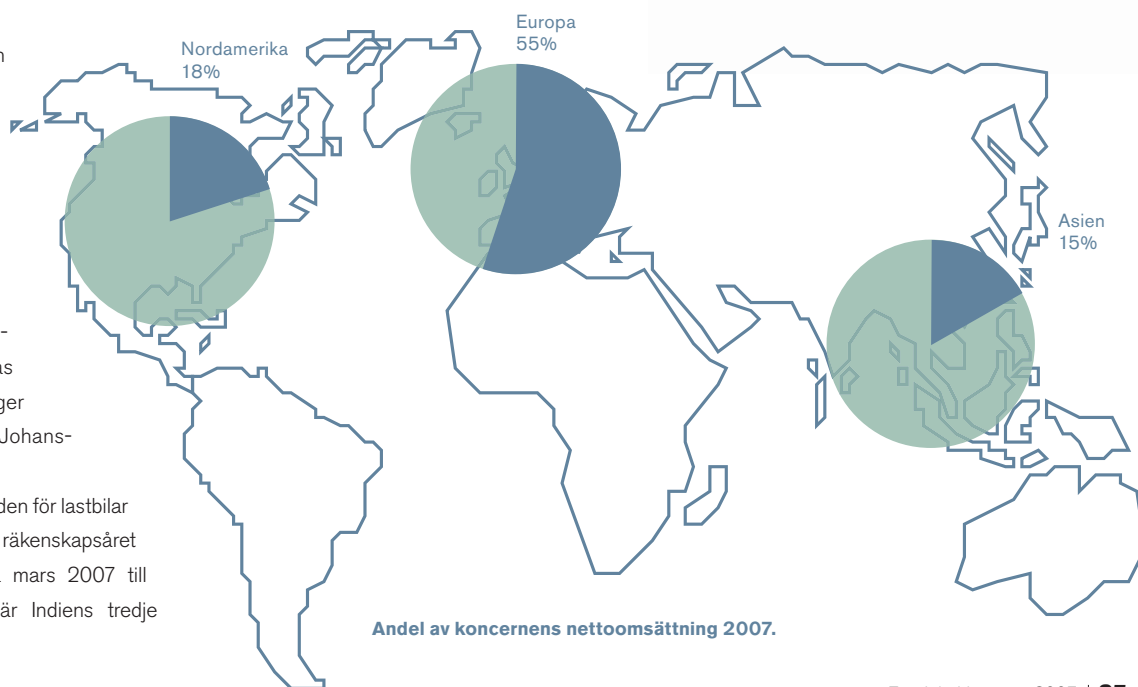 Europa
55%
Nordamerika
18%
Asien
15%
ger
Johans-
den för lastbilar
räkenskapsåret
mars 2007 till
är Indiens tredje
Andel av koncernens nettoomsättning 2007.